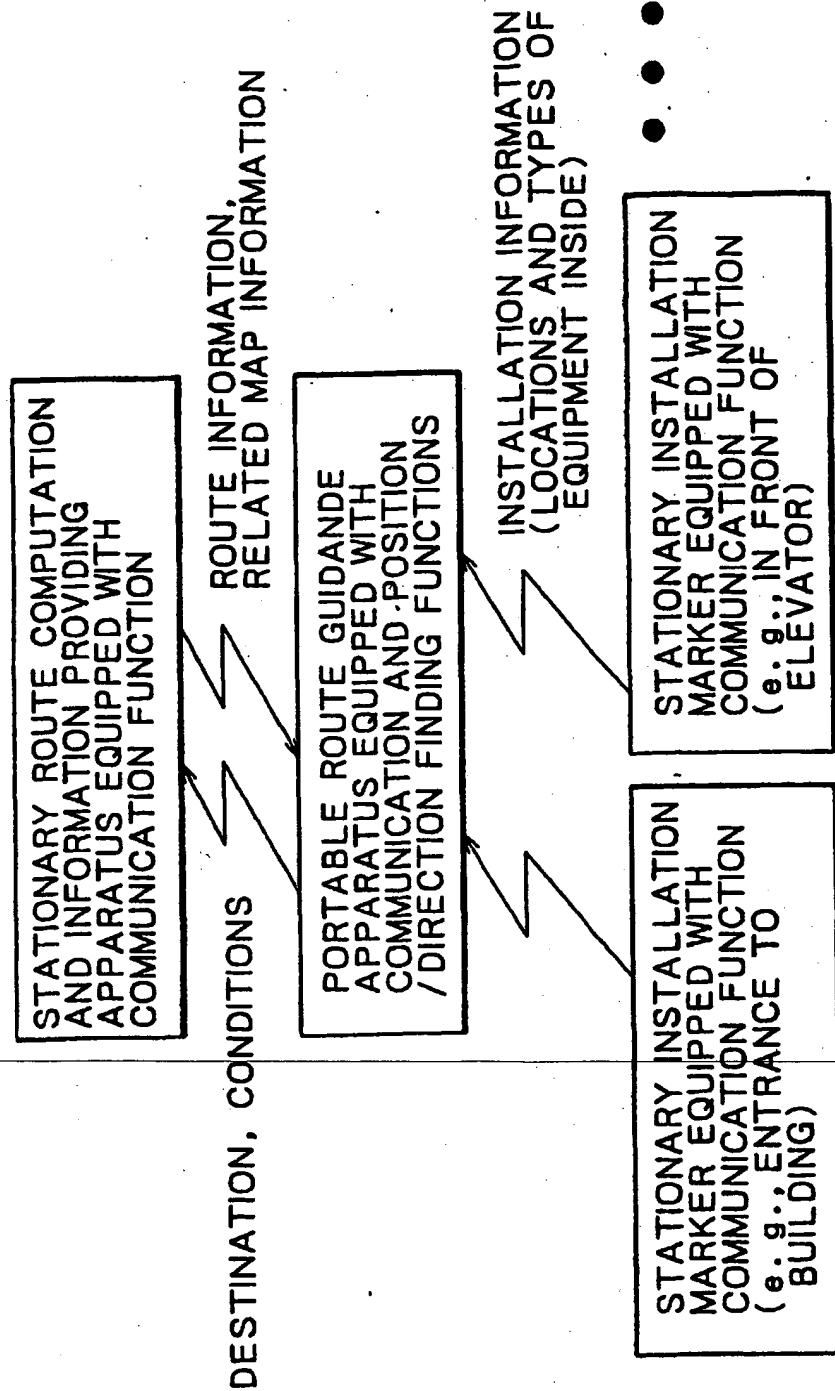 STATIONARY ROUTE COMPUTATION
AND INFORMATION PROVIDING
APPARATUS EQUIPPED WITH
COMMUNICATION FUNCTION
DESTINATION, CONDITIONS
ROUTE INFORMATION,
RELATED MAP INFORMATION
PORTABLE ROUTE GUIDANDE
APPARATUS EQUIPPED WITH
COMMUNICATION AND POSITION
/DIRECTION FINDING FUNCTIONS
INSTALLATION INFORMATION
(LOCATIONS AND TYPES OF
EQUIPMENT INSIDE)
STATIONARY INSTALLATION
MARKER EQUIPPED WITH
COMMUNICATION FUNCTION
(e. g., ENTRANCE TO
BUILDING)
STATIONARY INSTALLATION
MARKER EQUIPPED WITH
COMMUNICATION FUNCTION
(e. g., IN FRONT OF
ELEVATOR)